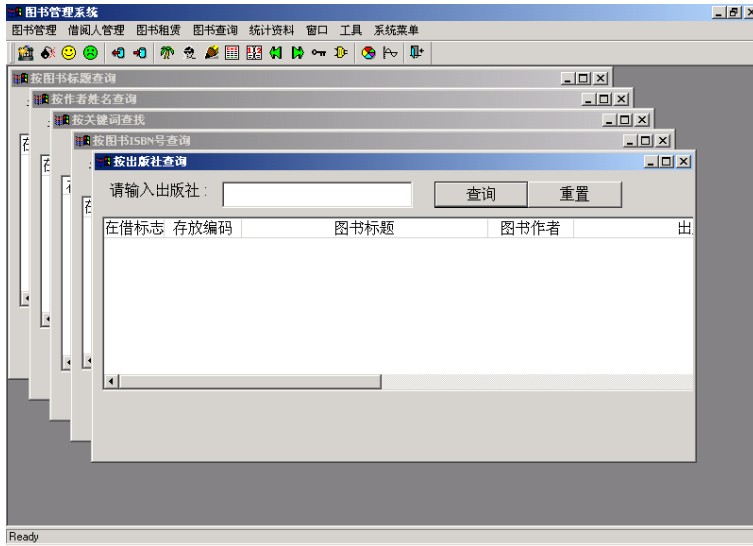 图书管理系统
图书管理 借阅人管理 图书租赁 图书查询 统计资料 窗口 工具 系统菜单
按图书标题查询
按作者姓名查询
按关键词查找
按图书ISBN号查询
按出版社查询
请输入出版社: 查询 重置
在借标志 存放编码 图书标题 图书作者 出
Ready